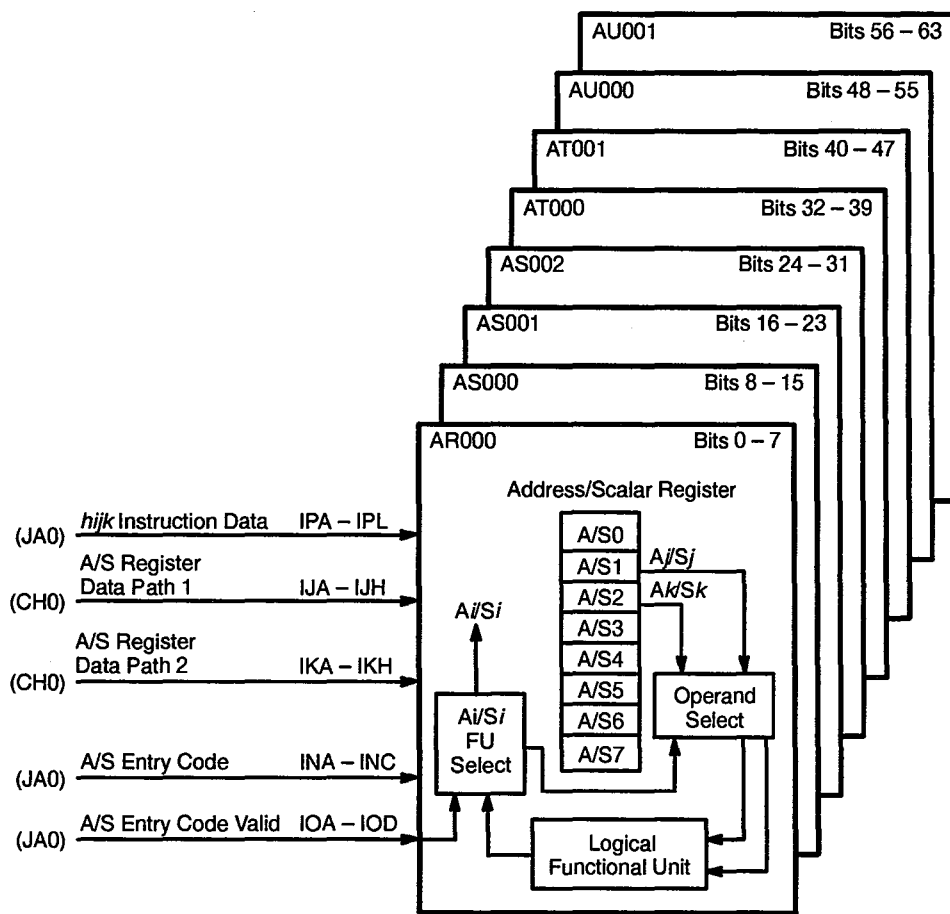 AU001 Bits 56 – 63
AU000 Bits 48 – 55
AT001 Bits 40 – 47
AT000 Bits 32 – 39
AS002 Bits 24 – 31
AS001 Bits 16 – 23
AS000 Bits 8 – 15
AR000 Bits 0 – 7
Address/Scalar Register
(JA0) hijk Instruction Data IPA – IPL
A/S Register
Data Path 1 IJA – IJH
(CH0)
A/S Register
Data Path 2 IKA – IKH
(CH0)
(JA0) A/S Entry Code INA – INC
(JA0) A/S Entry Code Valid IOA – IOD
Ai/Si
Ai/Si
FU
Select
A/S0
A/S1
A/S2
A/S3
A/S4
A/S5
A/S6
A/S7
Aj/Sj
Ak/Sk
Operand
Select
Logical
Functional Unit